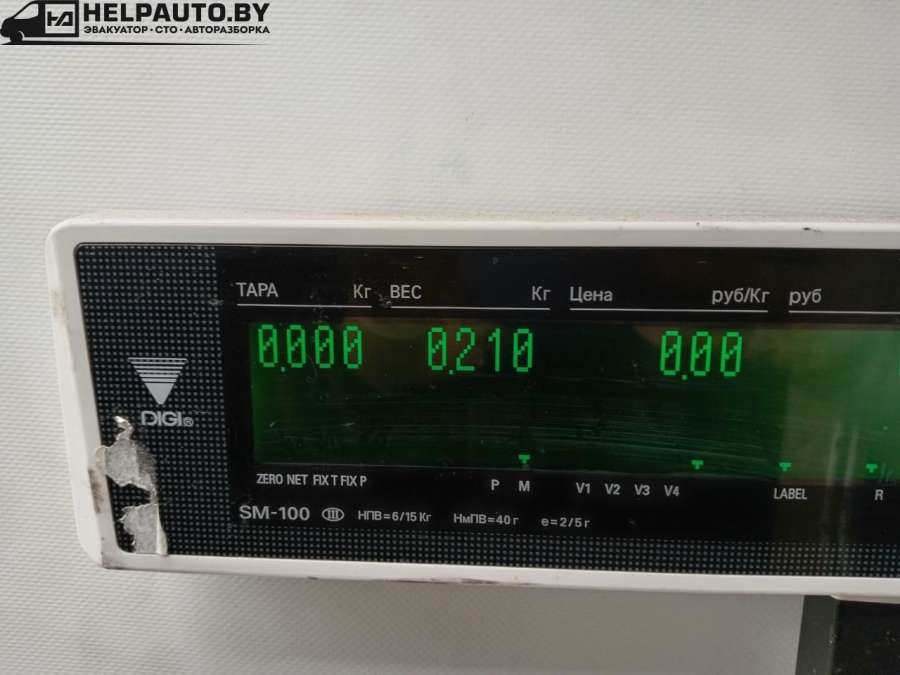 HELPAUTO.BY
ЭВАКУАТОР • СТО • АВТОРАЗБОРКА
ТАРА Кг ВЕС Кг Цена руб/Кг руб
0.000 0.210 0.00
DIGI®
ZERO NET FIX T FIX P P M V1 V2 V3 V4 LABEL R
SM-100 III НПВ=6/15 Кг НмПВ=40 г e=2/5 г